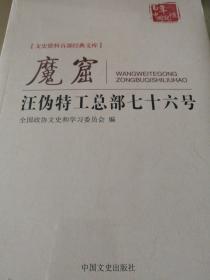 【文史资料百部经典文库】
魔窟
WANGWEITEGONG
ZONGBUQISHILIUHAO
汪伪特工总部七十六号
全国政协文史和学习委员会 编
中国文史出版社